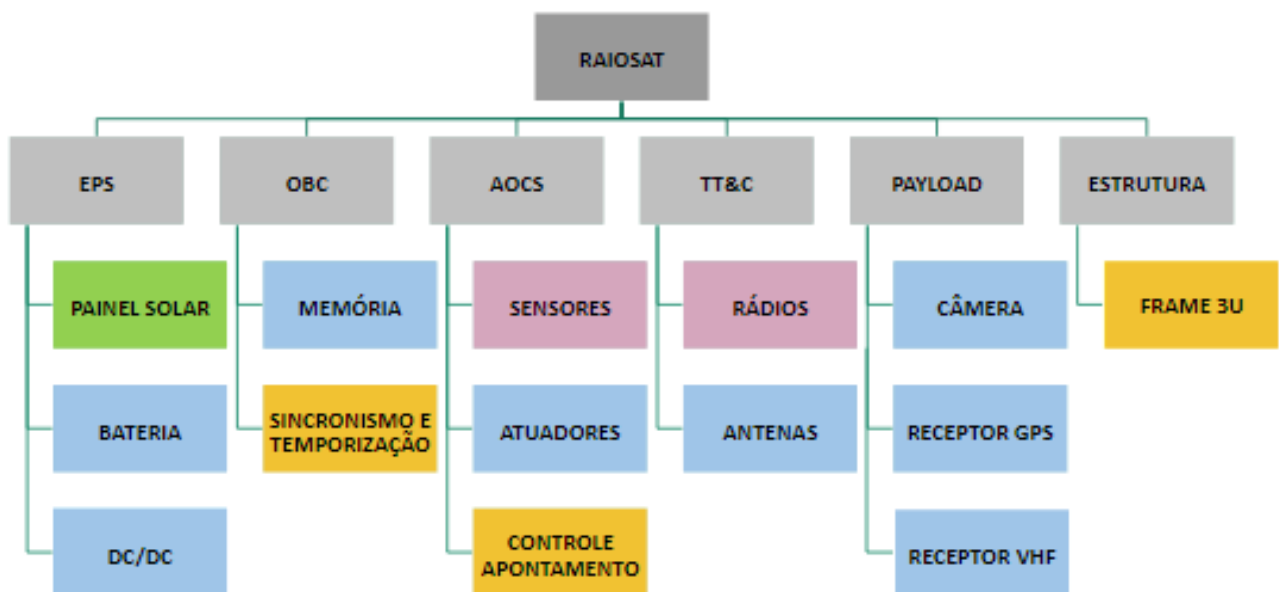 RAIOSAT
EPS
OBC
AOCS
TT&C
PAYLOAD
ESTRUTURA
PAINEL SOLAR
MEMÓRIA
SENSORES
RÁDIOS
CÂMERA
FRAME 3U
BATERIA
SINCRONISMO E
TEMPORIZAÇÃO
ATUADORES
ANTENAS
RECEPTOR GPS
DC/DC
CONTROLE
APONTAMENTO
RECEPTOR VHF